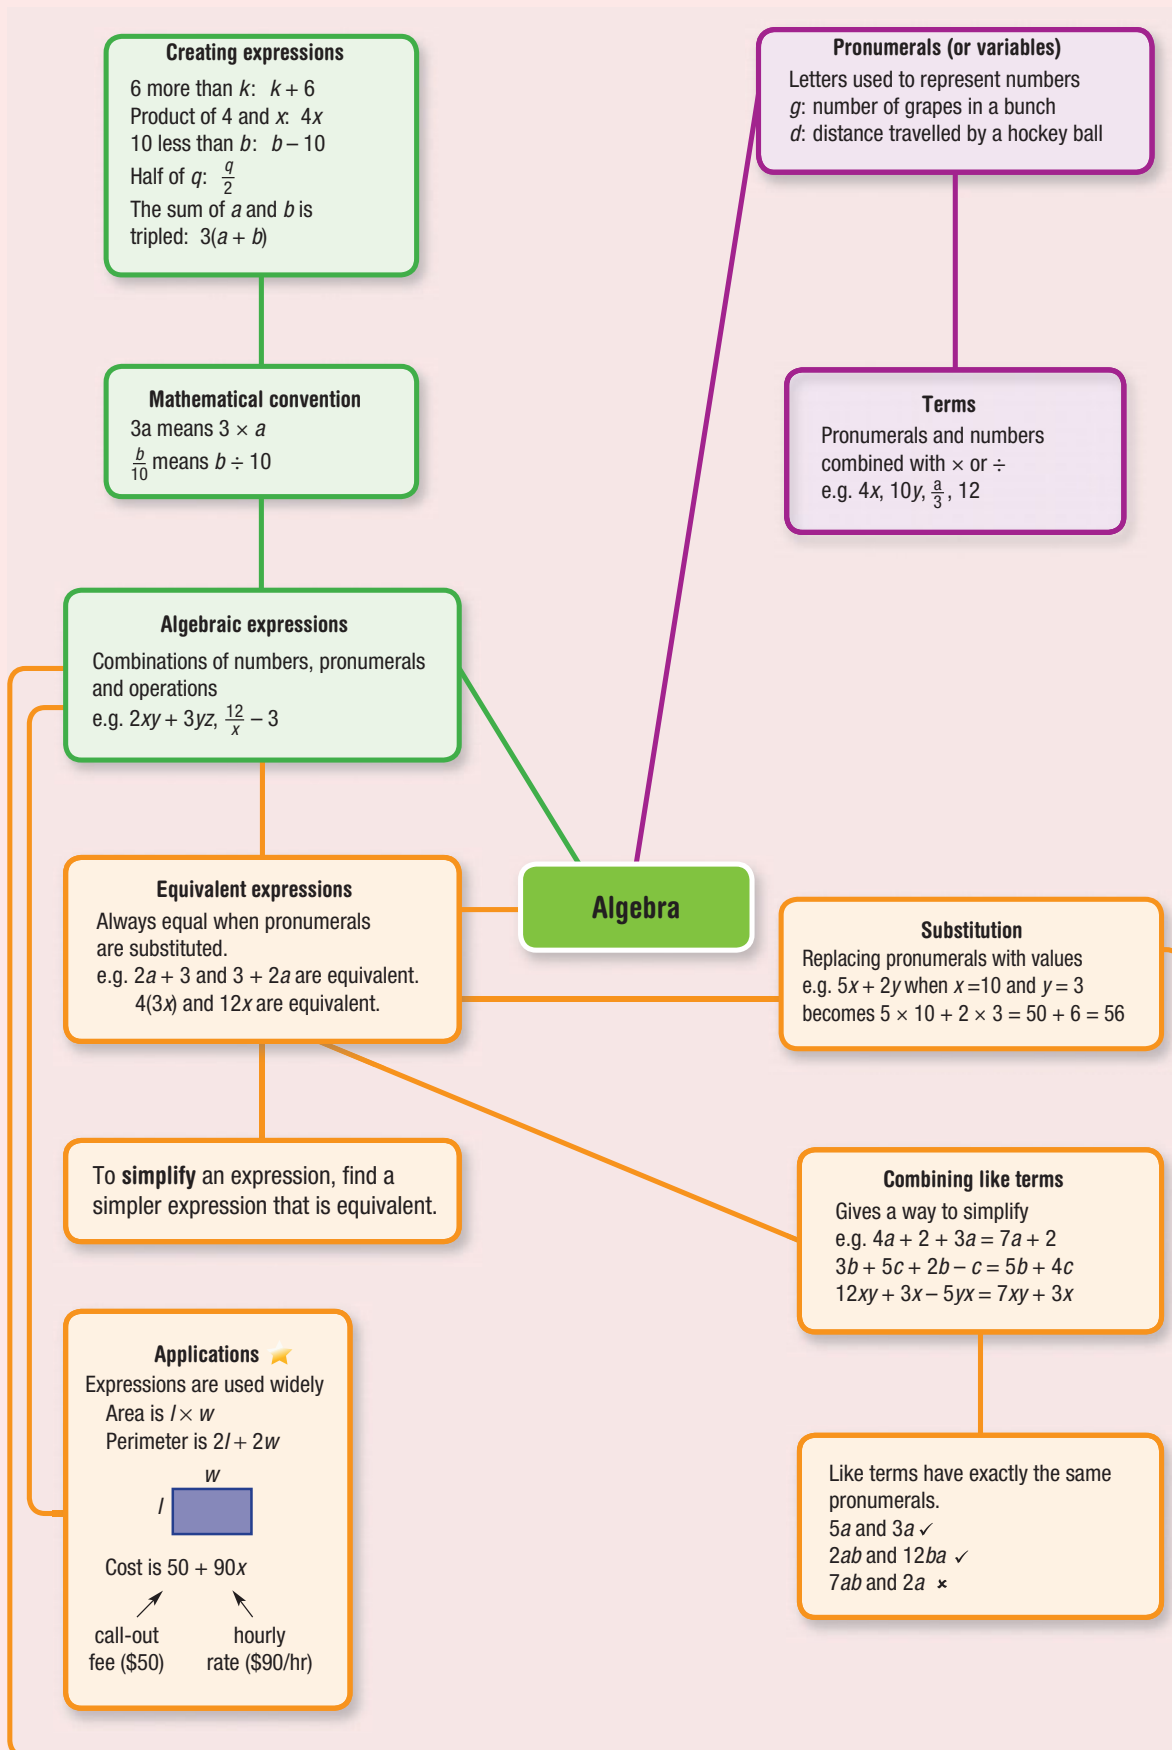 Creating expressions
6 more than k: k + 6
Product of 4 and x: 4x
10 less than b: b – 10
Half of q: q/2
The sum of a and b is
tripled: 3(a + b)
Pronumerals (or variables)
Letters used to represent numbers
g: number of grapes in a bunch
d: distance travelled by a hockey ball
Mathematical convention
3a means 3 × a
b/10 means b ÷ 10
Terms
Pronumerals and numbers
combined with × or ÷
e.g. 4x, 10y, a/3, 12
Algebraic expressions
Combinations of numbers, pronumerals
and operations
e.g. 2xy + 3yz, 12/x – 3
Algebra
Equivalent expressions
Always equal when pronumerals
are substituted.
e.g. 2a + 3 and 3 + 2a are equivalent.
4(3x) and 12x are equivalent.
Substitution
Replacing pronumerals with values
e.g. 5x + 2y when x =10 and y = 3
becomes 5 × 10 + 2 × 3 = 50 + 6 = 56
To simplify an expression, find a
simpler expression that is equivalent.
Combining like terms
Gives a way to simplify
e.g. 4a + 2 + 3a = 7a + 2
3b + 5c + 2b – c = 5b + 4c
12xy + 3x – 5yx = 7xy + 3x
Applications
Expressions are used widely
Area is l × w
Perimeter is 2l + 2w
w
l
Cost is 50 + 90x
call-out
fee ($50)
hourly
rate ($90/hr)
Like terms have exactly the same
pronumerals.
5a and 3a ✓
2ab and 12ba ✓
7ab and 2a ×